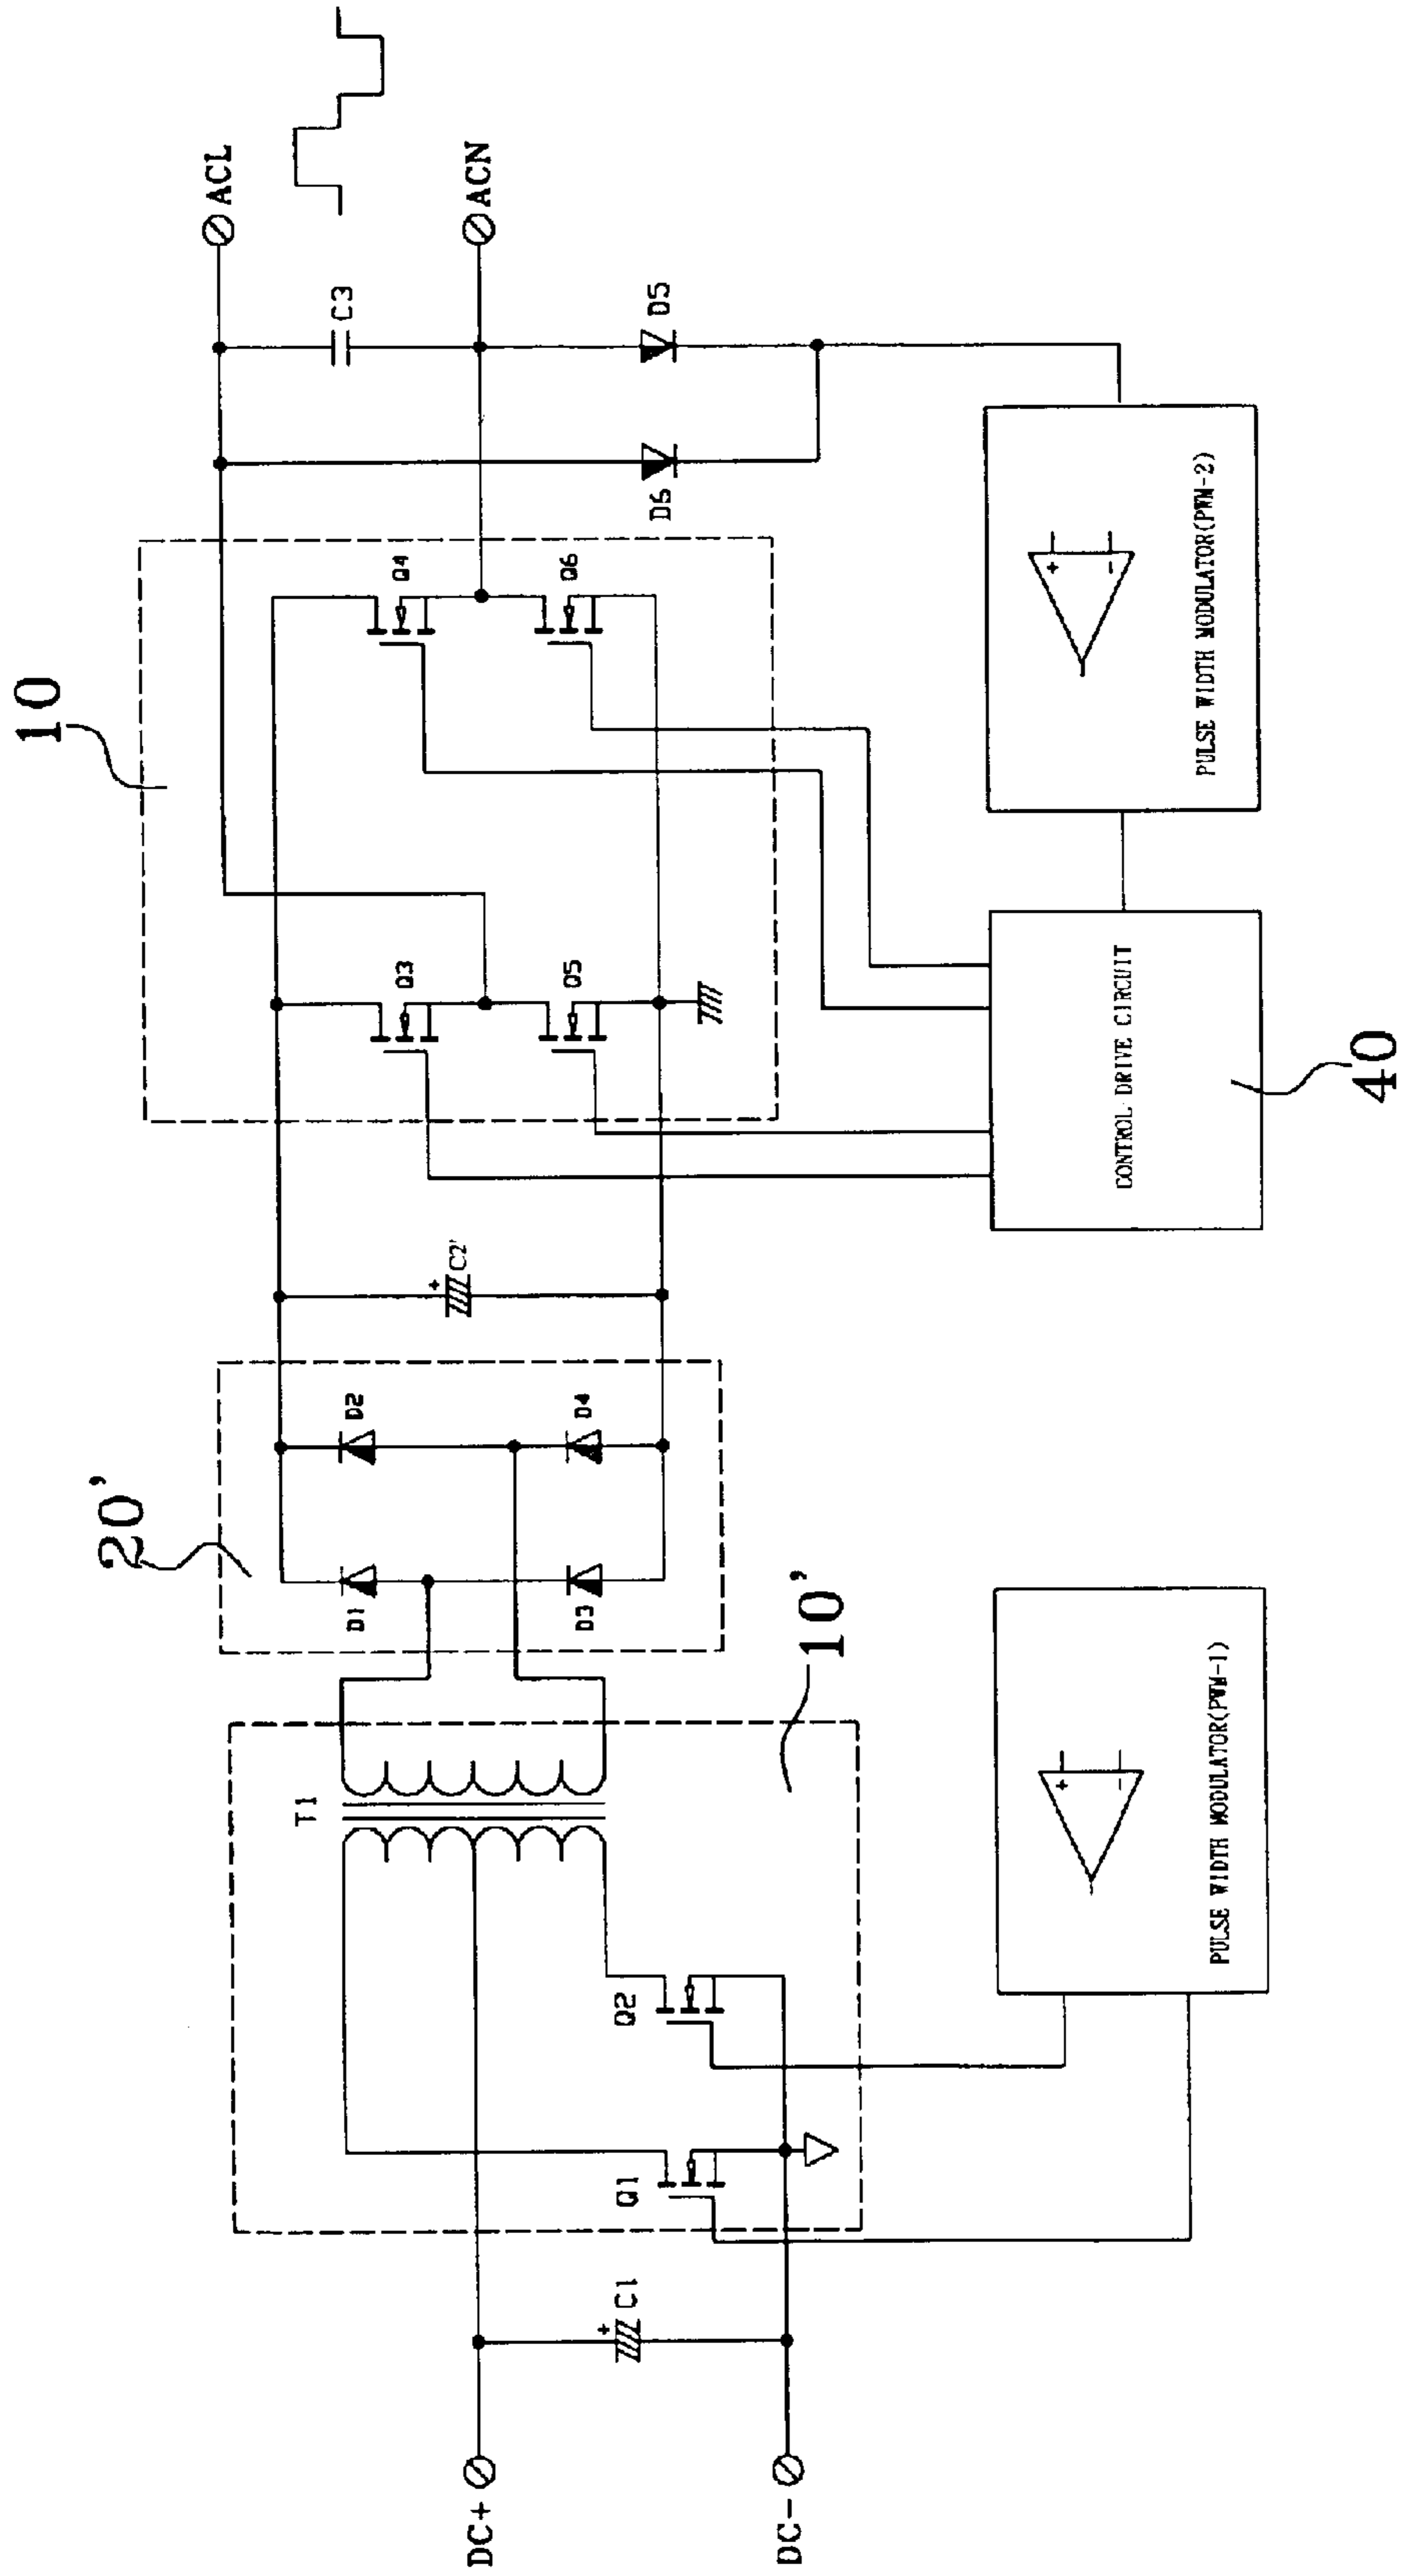 10
ACL
ACN
C3
D5
D6
Q4
Q6
Q3
Q5
+
-
PULSE WIDTH MODULATOR(PWM-2)
CONTROL DRIVE CIRCUIT
40
+
C2'
20'
D2
D4
D1
D3
10'
T1
Q2
Q1
+
-
PULSE WIDTH MODULATOR(PWM-1)
+
C1
DC+
DC-